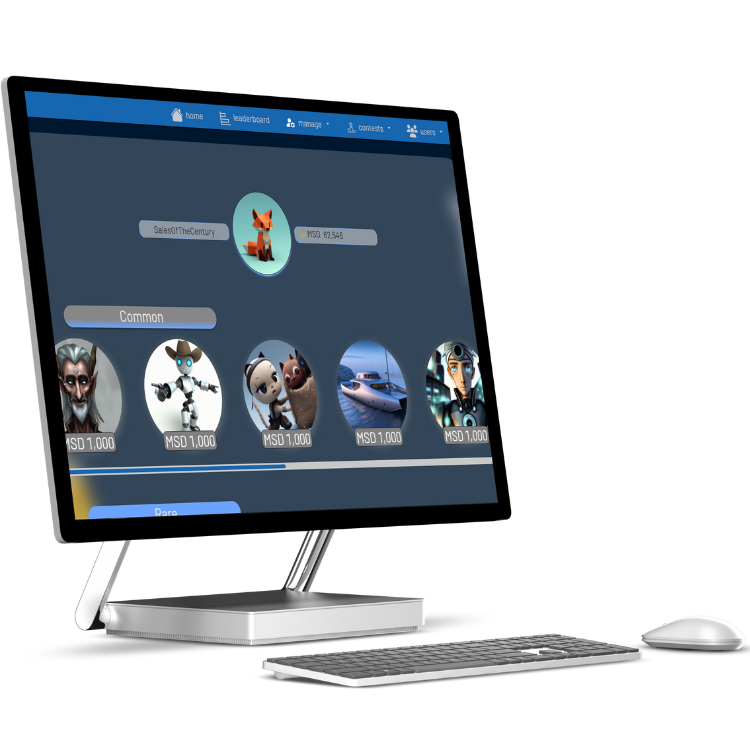 home
leaderboard
manage
contests
users
SalesOfTheCentury
MSD 62,546
Common
MSD 1,000
MSD 1,000
MSD 1,000
MSD 1,000
MSD 1,000
Rare